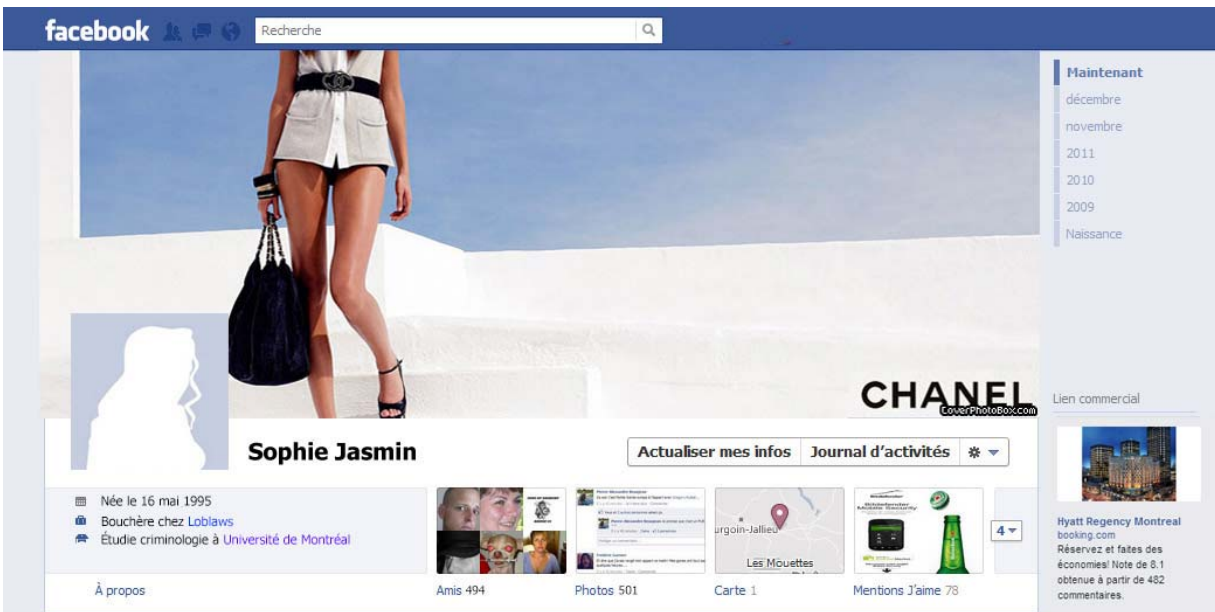 facebook
Recherche
Maintenant
décembre
novembre
2011
2010
2009
Naissance
CHANEL
CoverPhotoBox.com
Lien commercial
Sophie Jasmin
Actualiser mes infos
Journal d'activités
Née le 16 mai 1995
Bouchère chez Loblaws
Étudie criminologie à Université de Montréal
À propos
Amis 494
Photos 501
urgoin-Jallieu
Les Mouettes
Carte 1
Mentions J'aime 78
4
Hyatt Regency Montreal
booking.com
Réservez et faites des
économies! Note de 8.1
obtenue à partir de 482
commentaires.